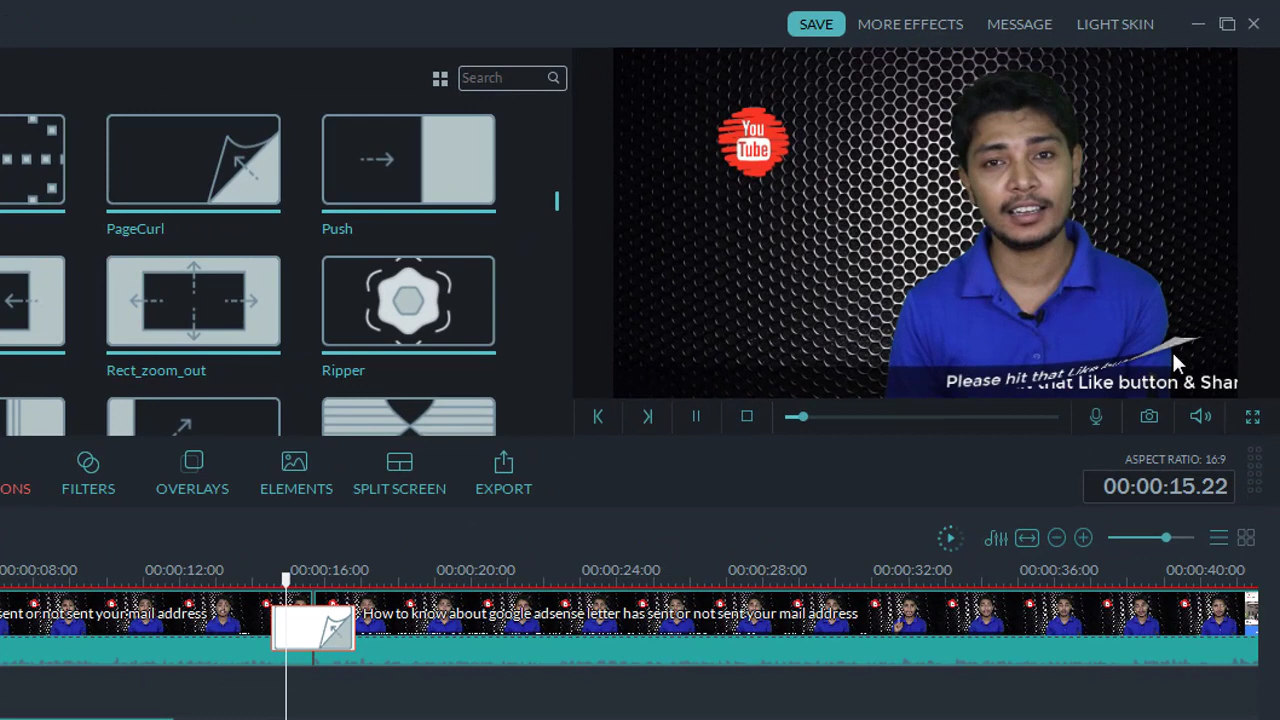 SAVE MORE EFFECTS MESSAGE LIGHT SKIN
Search
You
Tube
PageCurl Push
Rect_zoom_out Ripper
Please hit that Like
that Like button & Shar
ASPECT RATIO: 16:9
00:00:15.22
ONS FILTERS OVERLAYS ELEMENTS SPLIT SCREEN EXPORT
00:00:08:00 00:00:12:00 00:00:16:00 00:00:20:00 00:00:24:00 00:00:28:00 00:00:32:00 00:00:36:00 00:00:40:00
sent or not sent your mail address How to know about google adsense letter has sent or not sent your mail address